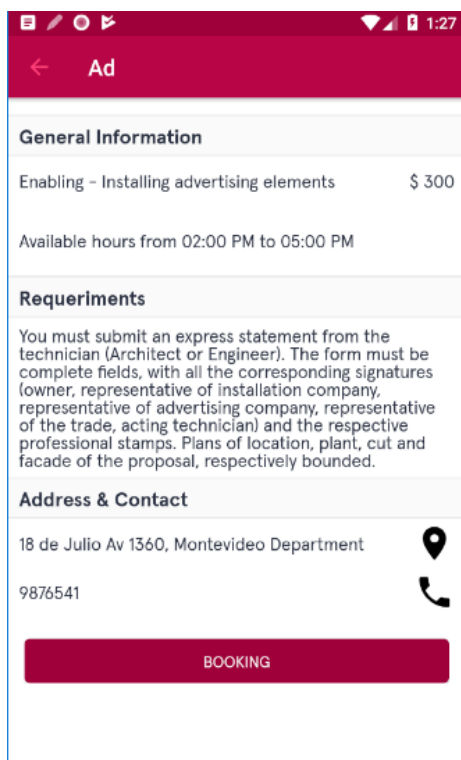 1:27
Ad
General Information
Enabling - Installing advertising elements $ 300
Available hours from 02:00 PM to 05:00 PM
Requeriments
You must submit an express statement from the
technician (Architect or Engineer). The form must be
complete fields, with all the corresponding signatures
(owner, representative of installation company,
representative of advertising company, representative
of the trade, acting technician) and the respective
professional stamps. Plans of location, plant, cut and
facade of the proposal, respectively bounded.
Address & Contact
18 de Julio Av 1360, Montevideo Department
9876541
BOOKING